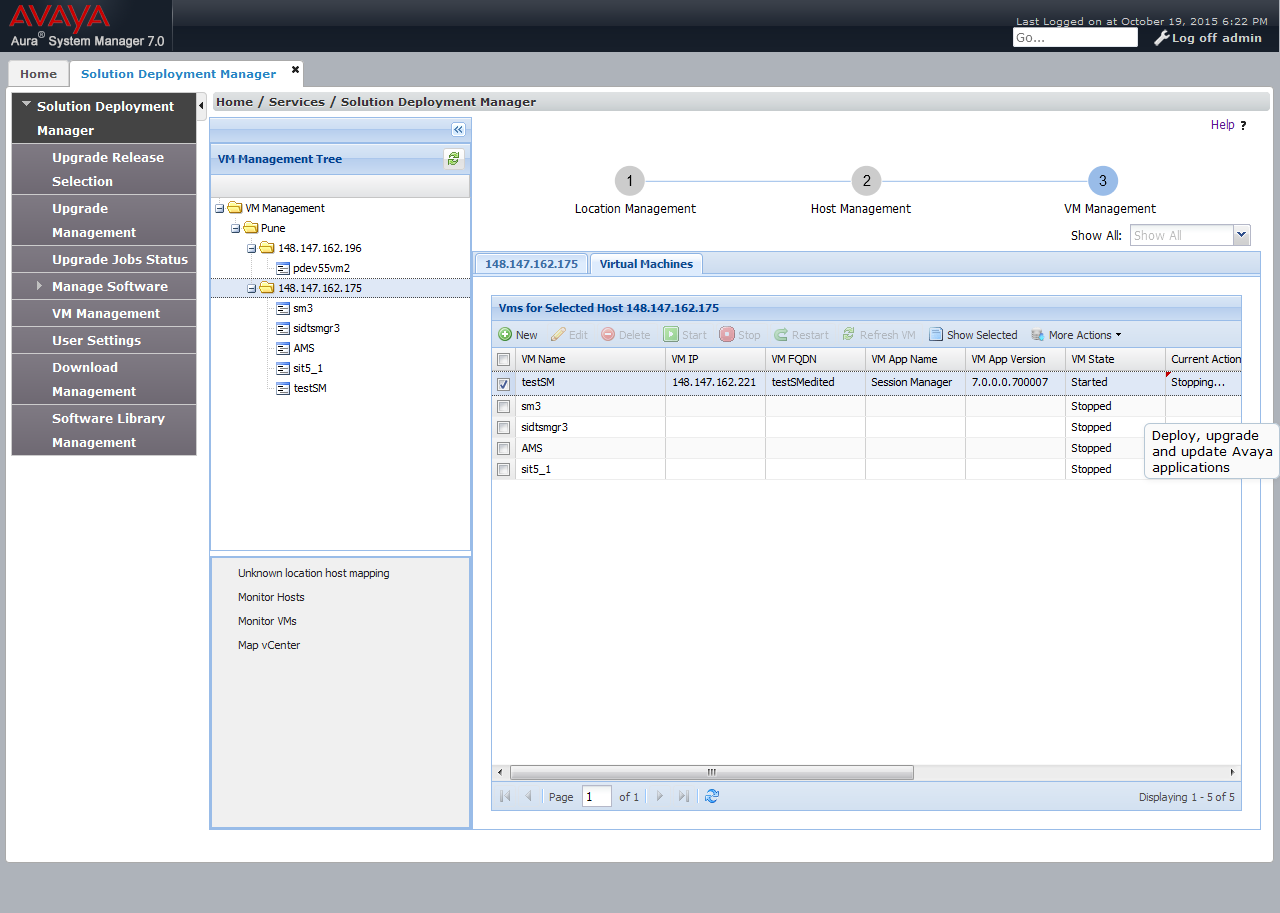 AVAYA
Aura® System Manager 7.0
Last Logged on at October 19, 2015 6:22 PM
Go...
Log off admin
Home
Solution Deployment Manager
Solution Deployment
Manager
Upgrade Release
Selection
Upgrade
Management
Upgrade Jobs Status
Manage Software
VM Management
User Settings
Download
Management
Software Library
Management
Home / Services / Solution Deployment Manager
Help ?
VM Management Tree
VM Management
Pune
148.147.162.196
pdev55vm2
148.147.162.175
sm3
sidtsmgr3
AMS
sit5_1
testSM
Unknown location host mapping
Monitor Hosts
Monitor VMs
Map vCenter
1 2 3
Location Management Host Management VM Management
Show All: Show All
148.147.162.175 Virtual Machines
Vms for Selected Host 148.147.162.175
New Edit Delete Start Stop Restart Refresh VM Show Selected More Actions
VM Name VM IP VM FQDN VM App Name VM App Version VM State Current Action
testSM 148.147.162.221 testSMedited Session Manager 7.0.0.0.700007 Started Stopping...
sm3 Stopped
sidtsmgr3 Stopped
AMS Stopped
sit5_1 Stopped
Deploy, upgrade
and update Avaya
applications
Page 1 of 1 Displaying 1 - 5 of 5